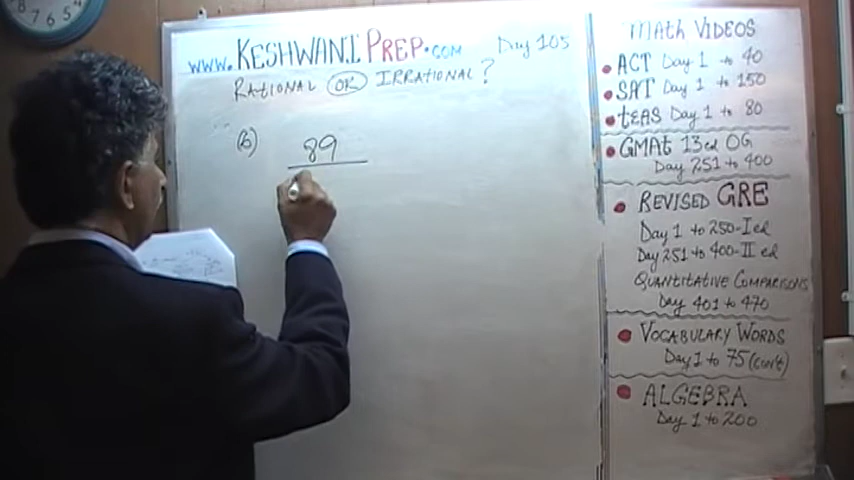 www.KESHWANIPREP.COM Day 105
RATIONAL OR IRRATIONAL?
(b) 89
MATH VIDEOS
ACT Day 1 to 40
SAT Day 1 to 150
tEAS Day 1 to 80
GMAt 13ed OG
Day 251 to 400
REVISED GRE
Day 1 to 250-I ed
Day 251 to 400-II ed
QUANTITATIVE COMPARISONS
Day 401 to 470
VOCABULARY WORDS
Day 1 to 75 (con't)
ALGEBRA
Day 1 to 200